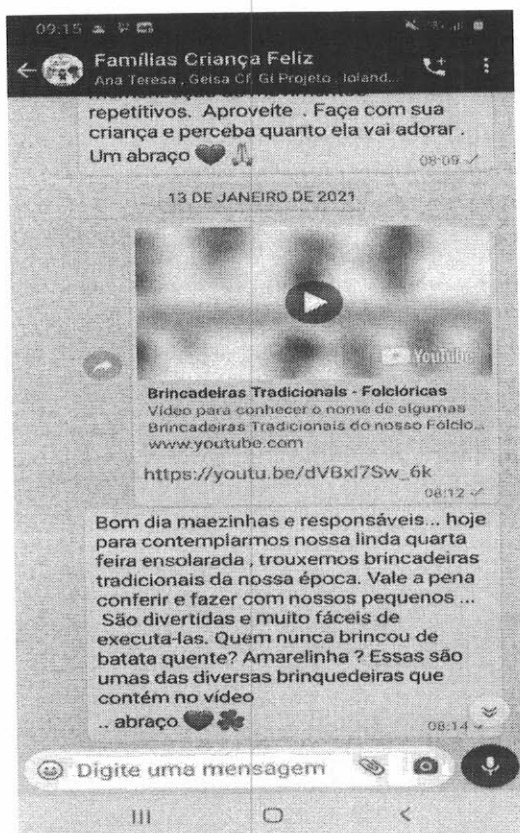 09:15
Famílias Criança Feliz
Ana Teresa , Geisa Cf, GI Projeto , Ioland...
repetitivos. Aproveite . Faça com sua
criança e perceba quanto ela vai adorar .
Um abraço ❤️🙏
08:09 ✓
13 DE JANEIRO DE 2021
YouTube
Brincadeiras Tradicionais - Folclóricas
Vídeo para conhecer o nome de algumas
Brincadeiras Tradicionais do nosso Folclo...
www.youtube.com
https://youtu.be/dVBxI7Sw_6k
08:12 ✓
Bom dia maezinhas e responsáveis... hoje
para contemplarmos nossa linda quarta
feira ensolarada , trouxemos brincadeiras
tradicionais da nossa época. Vale a pena
conferir e fazer com nossos pequenos ...
São divertidas e muito fáceis de
executa-las. Quem nunca brincou de
batata quente? Amarelinha ? Essas são
umas das diversas brinquedeiras que
contém no vídeo
.. abraço ❤️☘️
08:14 ✓
Digite uma mensagem